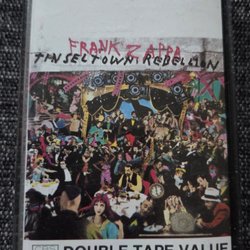 FRANK ZAPPA
TINSELTOWN REBELLION
DOUBLE TAPE VALUE